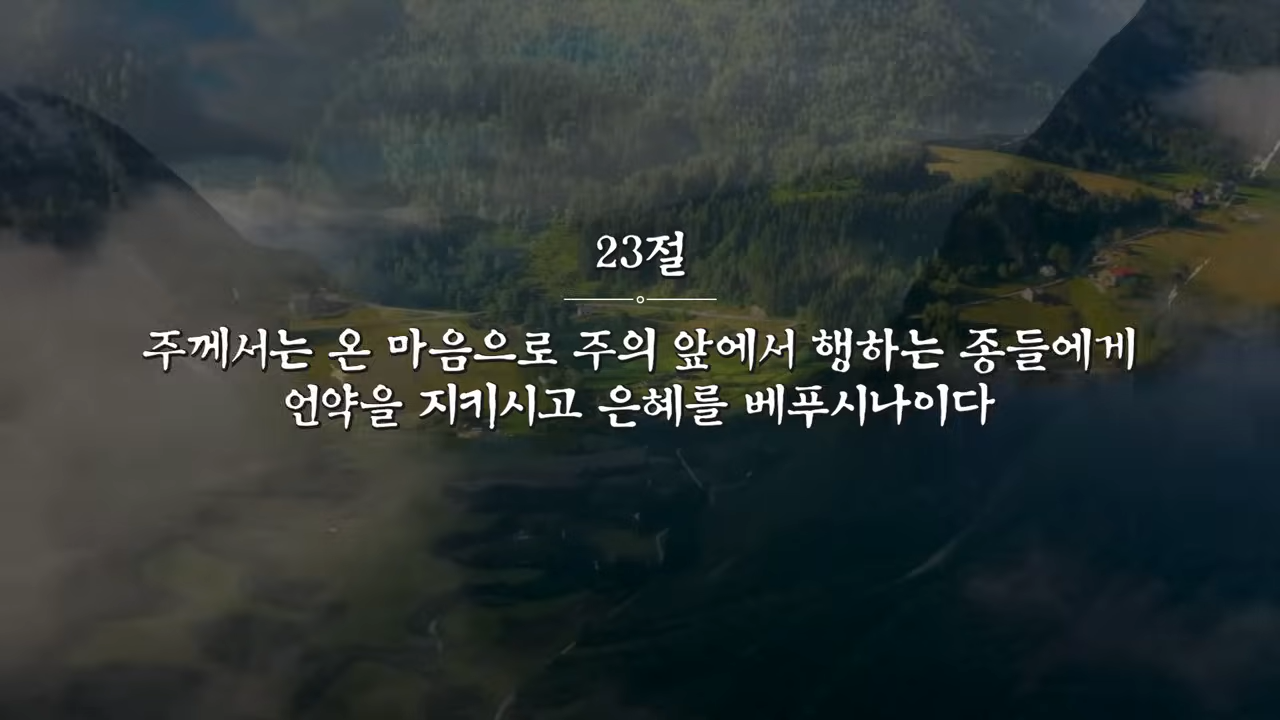 23절
주께서는 온 마음으로 주의 앞에서 행하는 종들에게
언약을 지키시고 은혜를 베푸시나이다